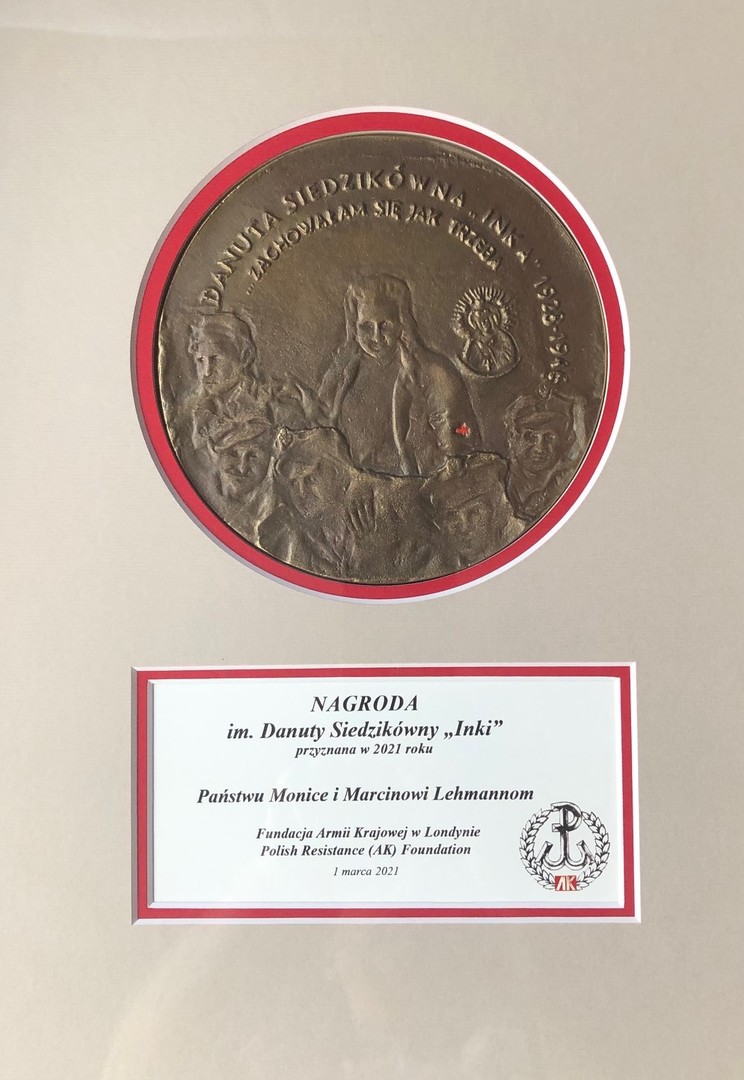 DANUTA SIEDZIKÓWNA „INKA" 1928-1946
„ZACHOWAŁAM SIĘ JAK TRZEBA
NAGRODA
im. Danuty Siedzikówny „Inki”
przyznana w 2021 roku
Państwu Monice i Marcinowi Lehmannom
Fundacja Armii Krajowej w Londynie
Polish Resistance (AK) Foundation
1 marca 2021
AK